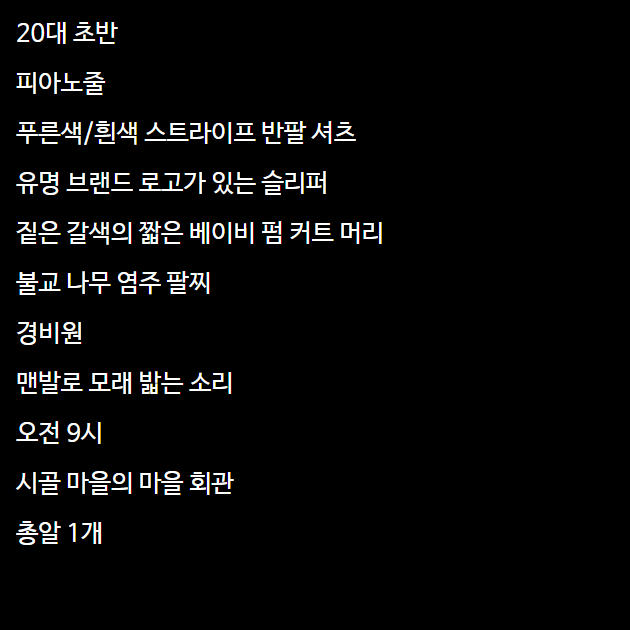 20대 초반
피아노줄
푸른색/흰색 스트라이프 반팔 셔츠
유명 브랜드 로고가 있는 슬리퍼
짙은 갈색의 짧은 베이비 펌 커트 머리
불교 나무 염주 팔찌
경비원
맨발로 모래 밟는 소리
오전 9시
시골 마을의 마을 회관
총알 1개